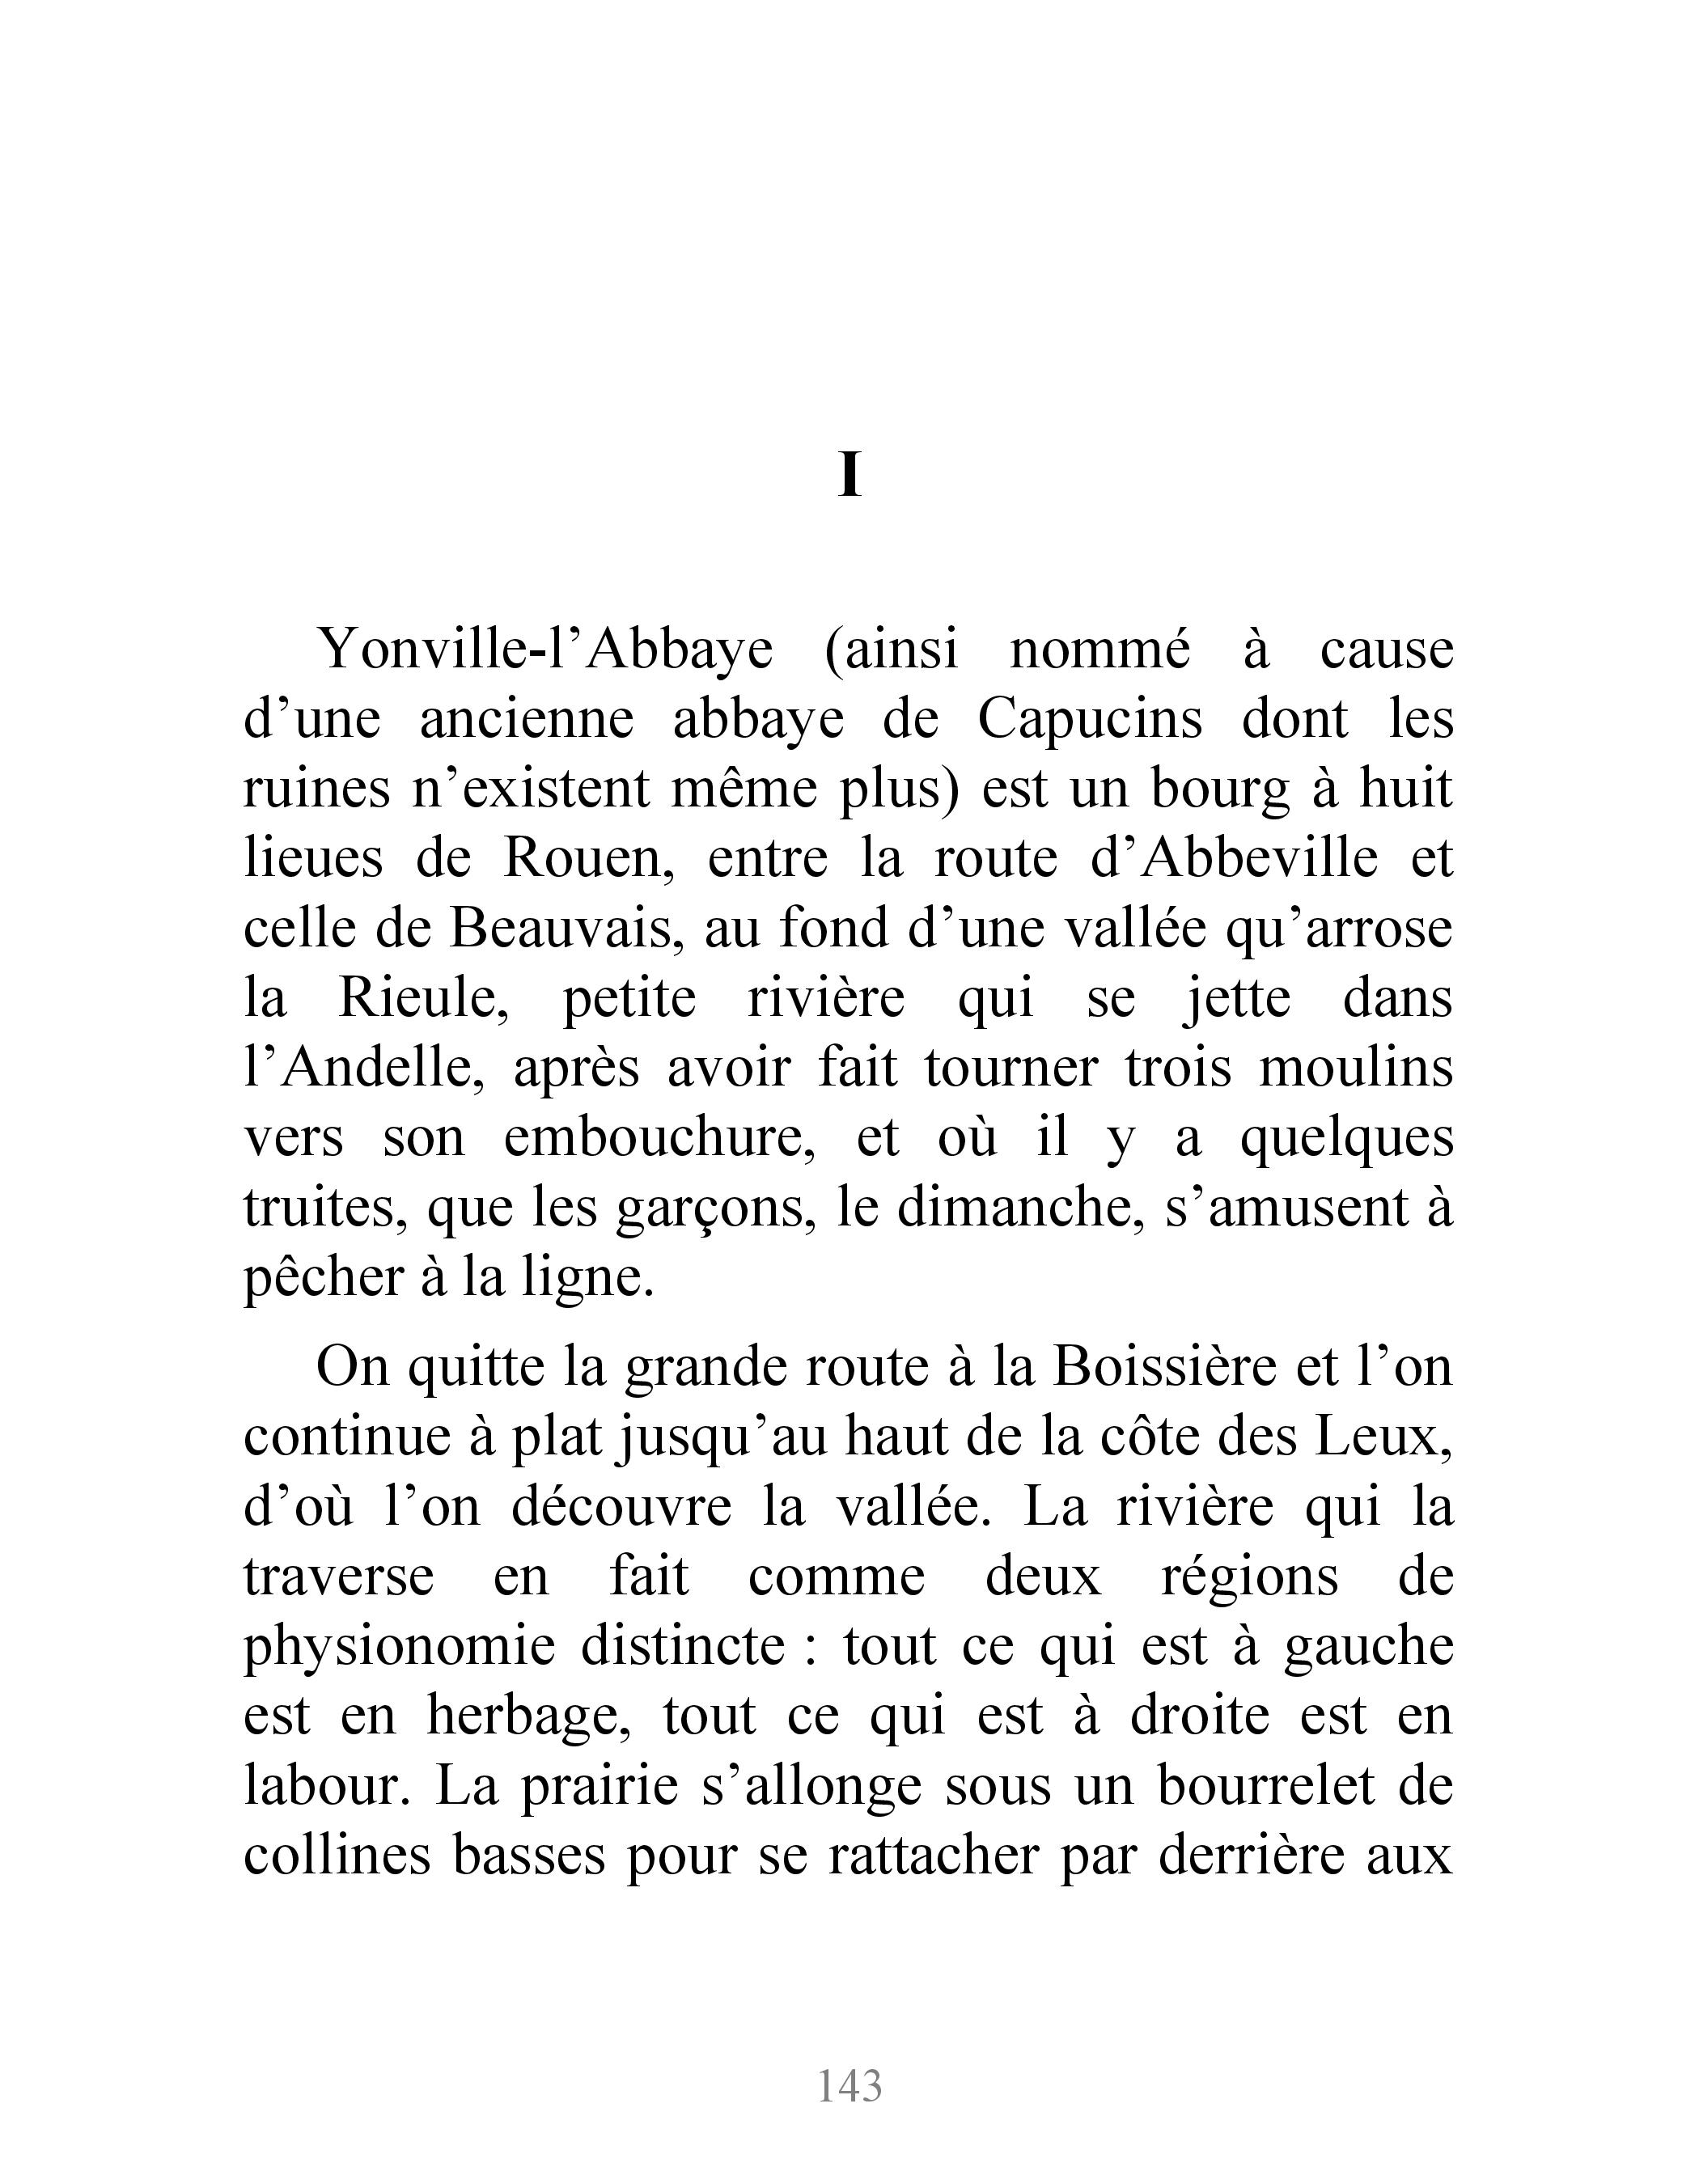 I
Yonville-l’Abbaye (ainsi nommé à cause
d’une ancienne abbaye de Capucins dont les
ruines n’existent même plus) est un bourg à huit
lieues de Rouen, entre la route d’Abbeville et
celle de Beauvais, au fond d’une vallée qu’arrose
la Rieule, petite rivière qui se jette dans
l’Andelle, après avoir fait tourner trois moulins
vers son embouchure, et où il y a quelques
truites, que les garçons, le dimanche, s’amusent à
pêcher à la ligne.
On quitte la grande route à la Boissière et l’on
continue à plat jusqu’au haut de la côte des Leux,
d’où l’on découvre la vallée. La rivière qui la
traverse en fait comme deux régions de
physionomie distincte : tout ce qui est à gauche
est en herbage, tout ce qui est à droite est en
labour. La prairie s’allonge sous un bourrelet de
collines basses pour se rattacher par derrière aux
143